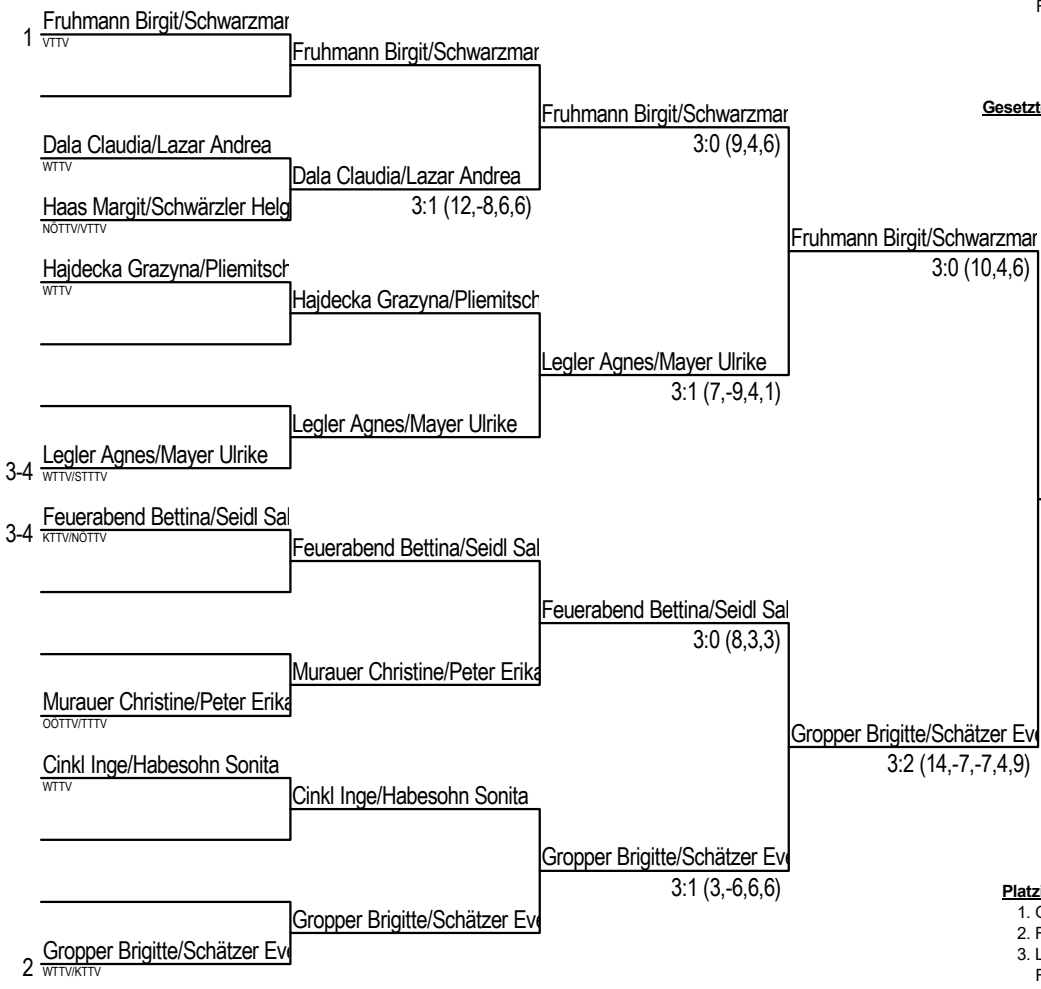 1 Fruhmann Birgit/Schwarzmar
VTTV
Dala Claudia/Lazar Andrea
WTTV
Haas Margit/Schwärzler Helg
NÖTTV/VTTV
Hajdecka Grazyna/Pliemitsch
WTTV
3-4 Legler Agnes/Mayer Ulrike
WTTV/STTTV
3-4 Feuerabend Bettina/Seidl Sal
KTTV/NÖTTV
Murauer Christine/Peter Erika
OÖTTV/TTTV
Cinkl Inge/Habesohn Sonita
WTTV
2 Gropper Brigitte/Schätzer Eve
WTTV/KTTV
Fruhmann Birgit/Schwarzmar
Dala Claudia/Lazar Andrea
3:1 (12,-8,6,6)
Hajdecka Grazyna/Pliemitsch
Legler Agnes/Mayer Ulrike
Feuerabend Bettina/Seidl Sal
Murauer Christine/Peter Erika
Cinkl Inge/Habesohn Sonita
Gropper Brigitte/Schätzer Eve
Fruhmann Birgit/Schwarzmar
3:0 (9,4,6)
Legler Agnes/Mayer Ulrike
3:1 (7,-9,4,1)
Feuerabend Bettina/Seidl Sal
3:0 (8,3,3)
Gropper Brigitte/Schätzer Eve
3:1 (3,-6,6,6)
Fruhmann Birgit/Schwarzmar
3:0 (10,4,6)
Gropper Brigitte/Schätzer Eve
3:2 (14,-7,-7,4,9)
Gesetzt
Platzi
1. G
2. F
3. L
F